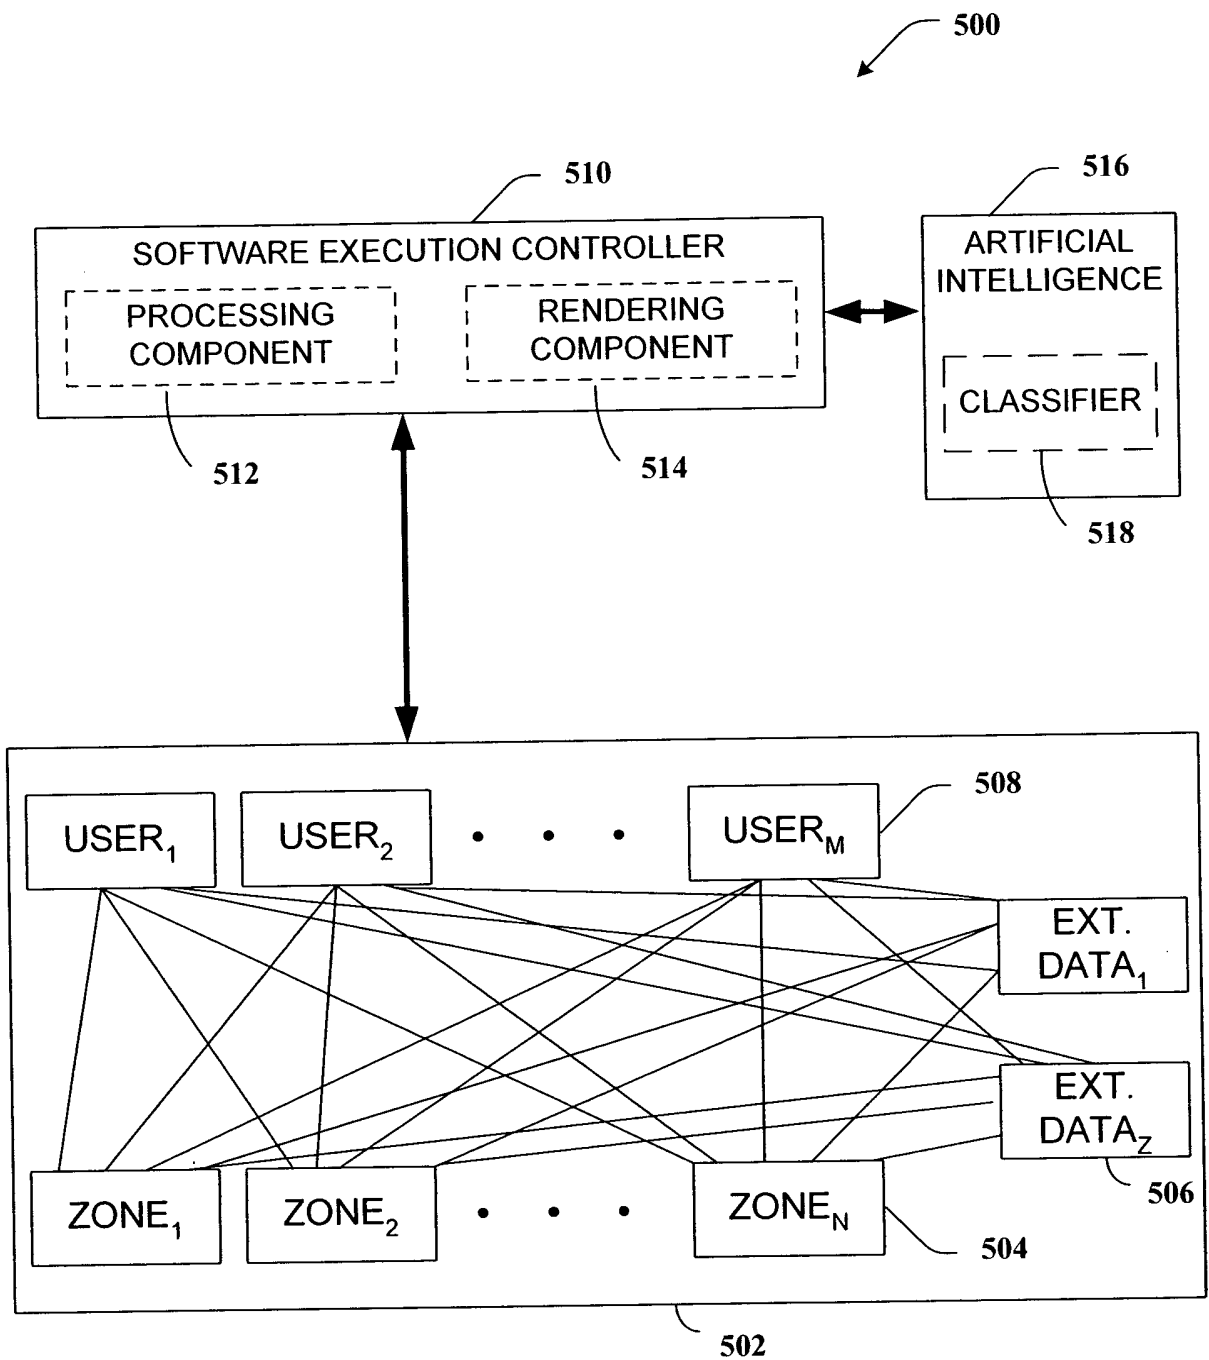 500
510
516
SOFTWARE EXECUTION CONTROLLER
PROCESSING
COMPONENT
RENDERING
COMPONENT
ARTIFICIAL
INTELLIGENCE
CLASSIFIER
512
514
518
508
USER1
USER2
USERM
EXT.
DATA1
EXT.
DATAZ
506
ZONE1
ZONE2
ZONEN
504
502